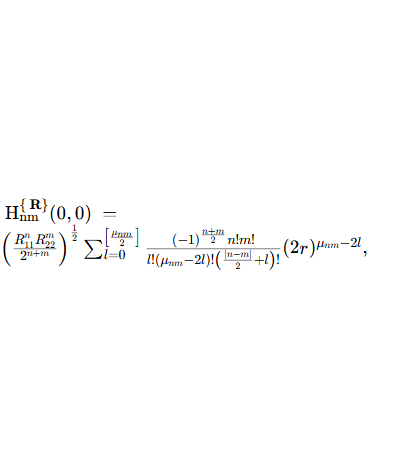 H_{nm}^{\{ \mathbf{R} \}}(0,0) =
\left( \frac{R_{11}^{n} R_{22}^{m}}{2^{n+m}} \right)^{\frac{1}{2}} \sum_{l=0}^{\left[ \frac{\mu_{nm}}{2} \right]} \frac{(-1)^{\frac{n+m}{2}} n! m!}{l! (\mu_{nm} - 2l)! \left( \frac{|n-m|}{2} + l \right)!} (\mathbf{2r})^{\mu_{nm} - 2l},